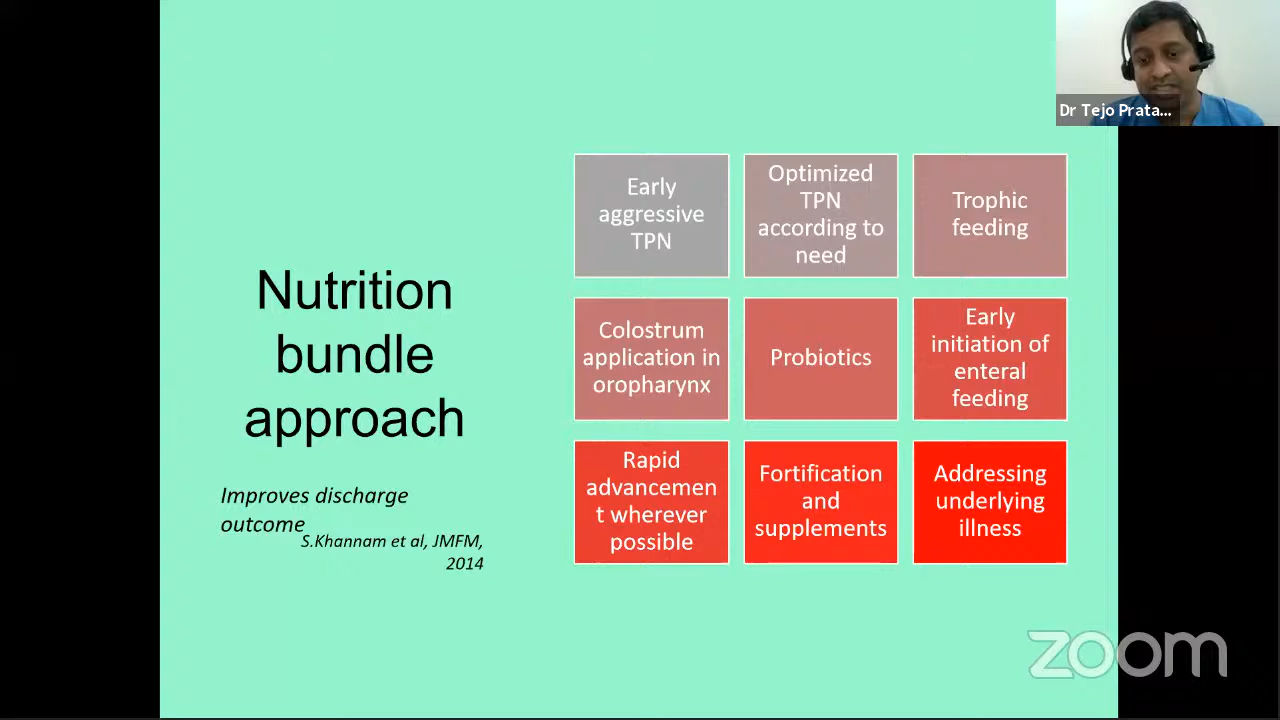 Dr Tejo Prata...
Nutrition
bundle
approach
Improves discharge
outcome
S.Khannam et al, JMFM,
2014
Early
aggressive
TPN
Optimized
TPN
according to
need
Trophic
feeding
Colostrum
application in
oropharynx
Probiotics
Early
initiation of
enteral
feeding
Rapid
advancemen
t wherever
possible
Fortification
and
supplements
Addressing
underlying
illness
zoom